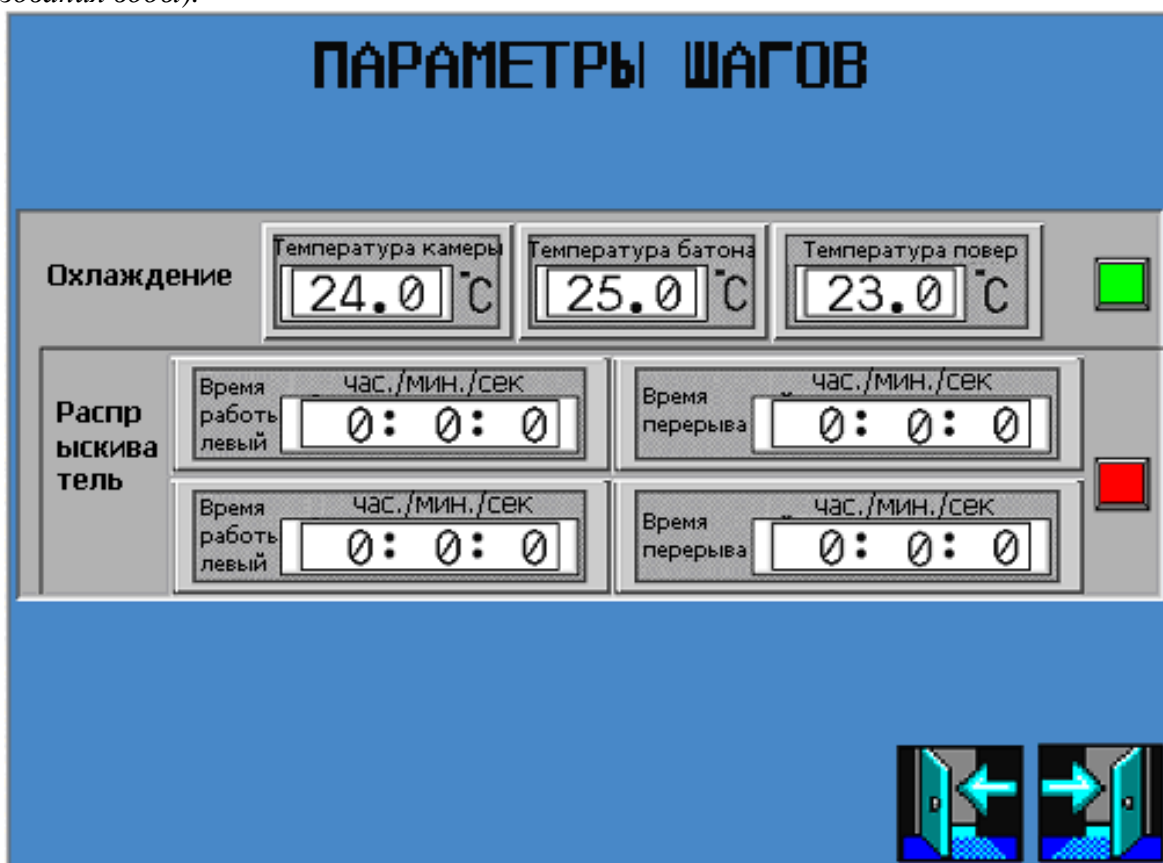 ПАРАМЕТРЫ ШАГОВ
Температура камеры
Температура батона
Температура повер
Охлаждение
24.0 °C
25.0 °C
23.0 °C
Распр
ыскива
тель
Время
работь
левый
час./мин./сек
0: 0: 0
Время
перерыва
час./мин./сек
0: 0: 0
Время
работь
левый
час./мин./сек
0: 0: 0
Время
перерыва
час./мин./сек
0: 0: 0